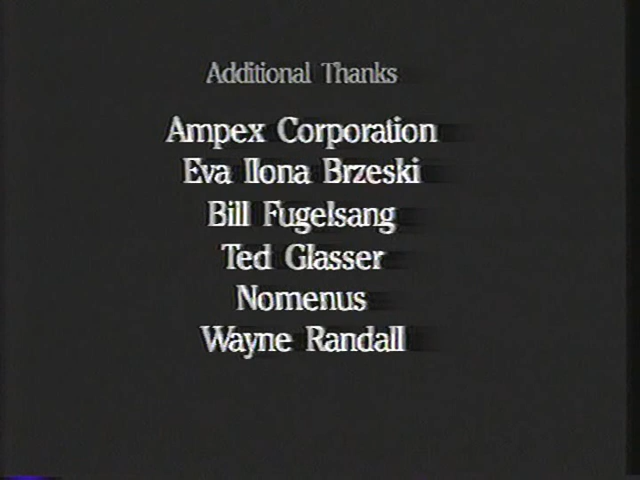 Additional Thanks
Ampex Corporation
Eva Ilona Brzeski
Bill Fugelsang
Ted Glasser
Nomenus
Wayne Randall